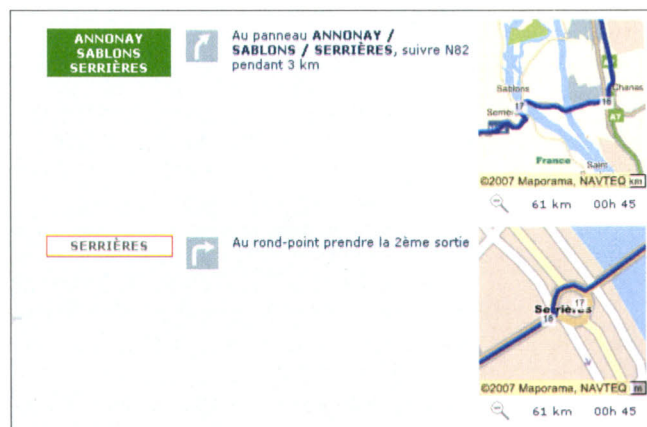 ANNONAY
SABLONS
SERRIÈRES
Au panneau ANNONAY /
SABLONS / SERRIÈRES, suivre N82
pendant 3 km
Sablons
17
16
Chanas
A7
France
©2007 Maporama, NAVTEQ
61 km 00h 45
SERRIÈRES
Au rond-point prendre la 2ème sortie
17
Serrières
18
©2007 Maporama, NAVTEQ
61 km 00h 45